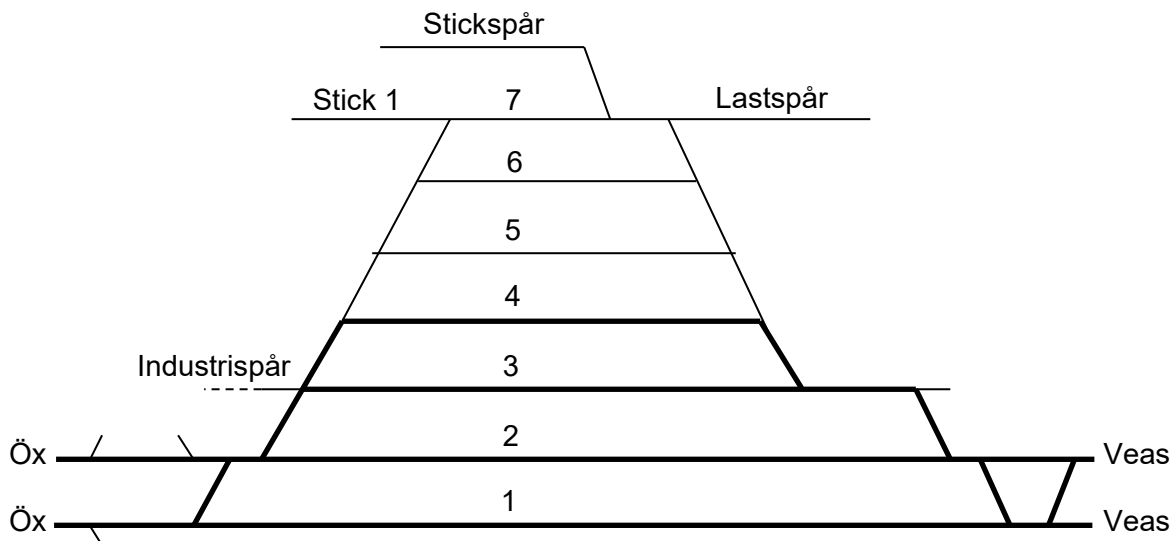 Stickspår
Stick 1 7 Lastspår
6
5
4
Industrispår 3
Öx 2 Veas
Öx 1 Veas